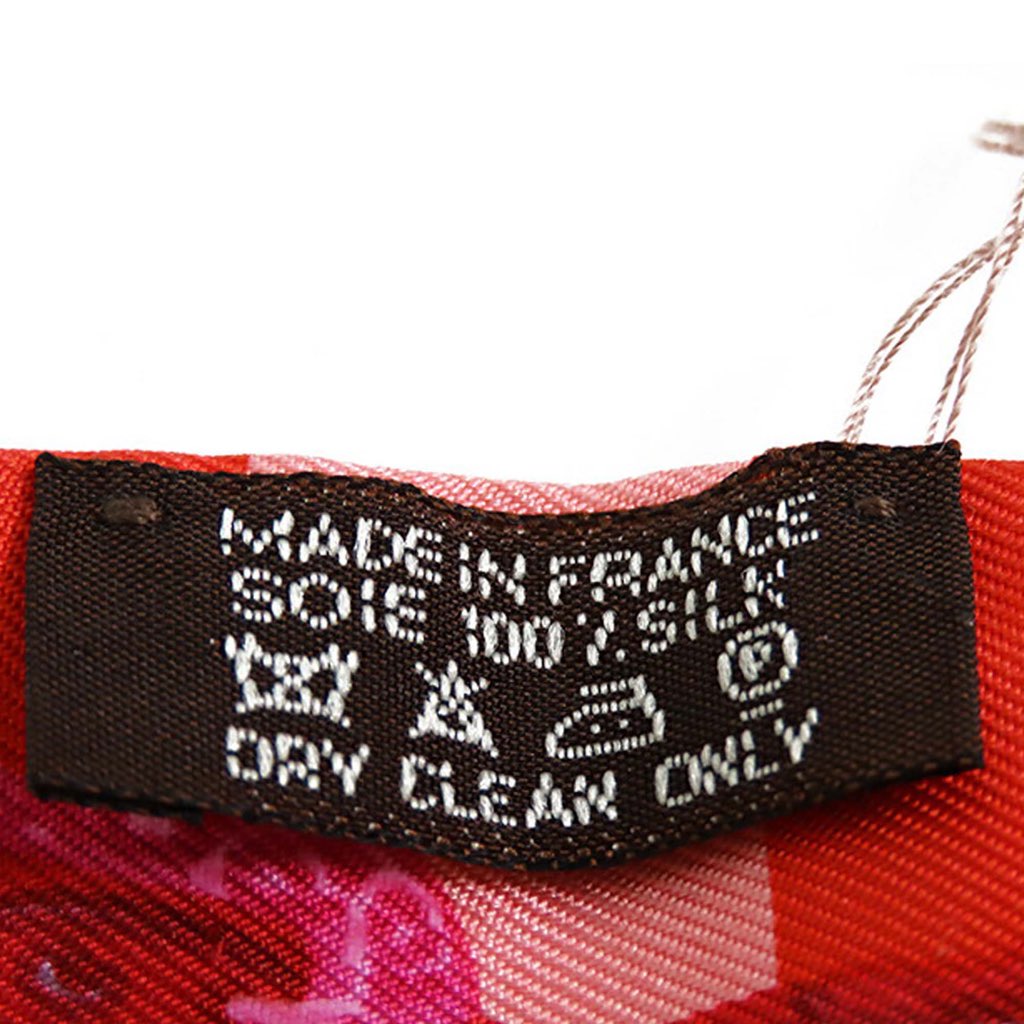 MADE IN FRANCE
SOIE 100% SILK
P
DRY CLEAN ONLY